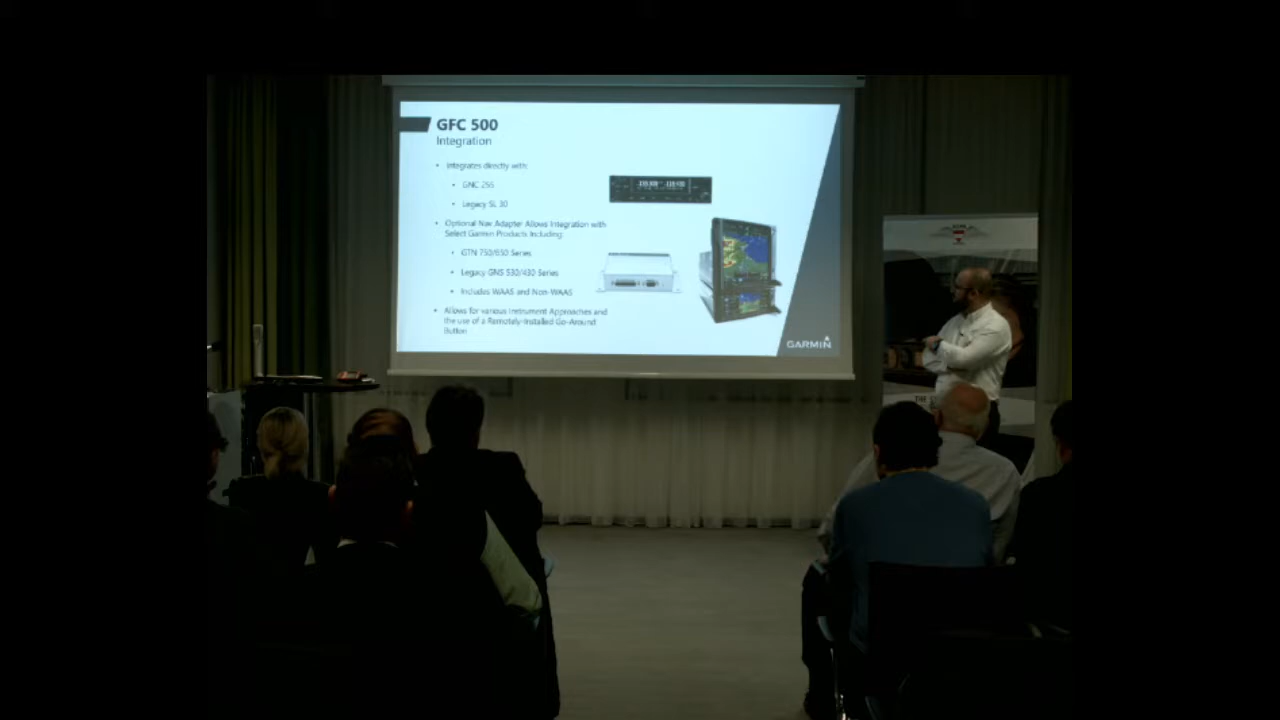 GFC 500
Integration
• Integrates directly with:
• GNC 255
• Legacy SL 30
• Optional Nav Adapter Allows Integration with
Select Garmin Products Including:
• GTN 750/650 Series
• Legacy GNS 530/430 Series
• Includes WAAS and Non-WAAS
• Allows for various Instrument Approaches and
the use of a Remotely-Installed Go-Around
Button
GARMIN